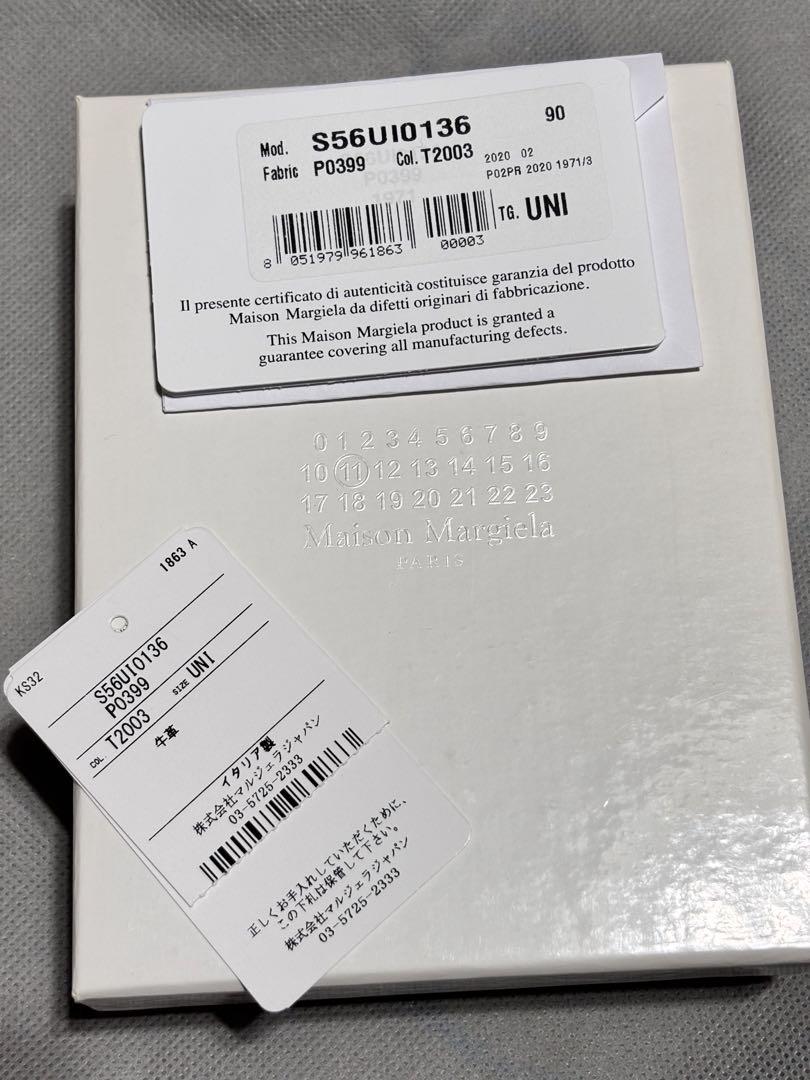 Mod. S56UI0136 90
Fabric P0399 Col. T2003 2020 02
P02PR 2020 1971/3
8 051979 961863 00003 TG. UNI
Il presente certificato di autenticità costituisce garanzia del prodotto
Maison Margiela da difetti originari di fabbricazione.
This Maison Margiela product is granted a
guarantee covering all manufacturing defects.
0 1 2 3 4 5 6 7 8 9
10 11 12 13 14 15 16
17 18 19 20 21 22 23
Maison Margiela
PARIS
1863 A
KS32
S56UI0136
P0399
COL T2003 SIZE UNI
牛革
イタリア製
株式会社マルジェラジャパン
03-5725-2333
正しくお手入れしていただくために、
この下札は保管して下さい。
株式会社マルジェラジャパン
03-5725-2333